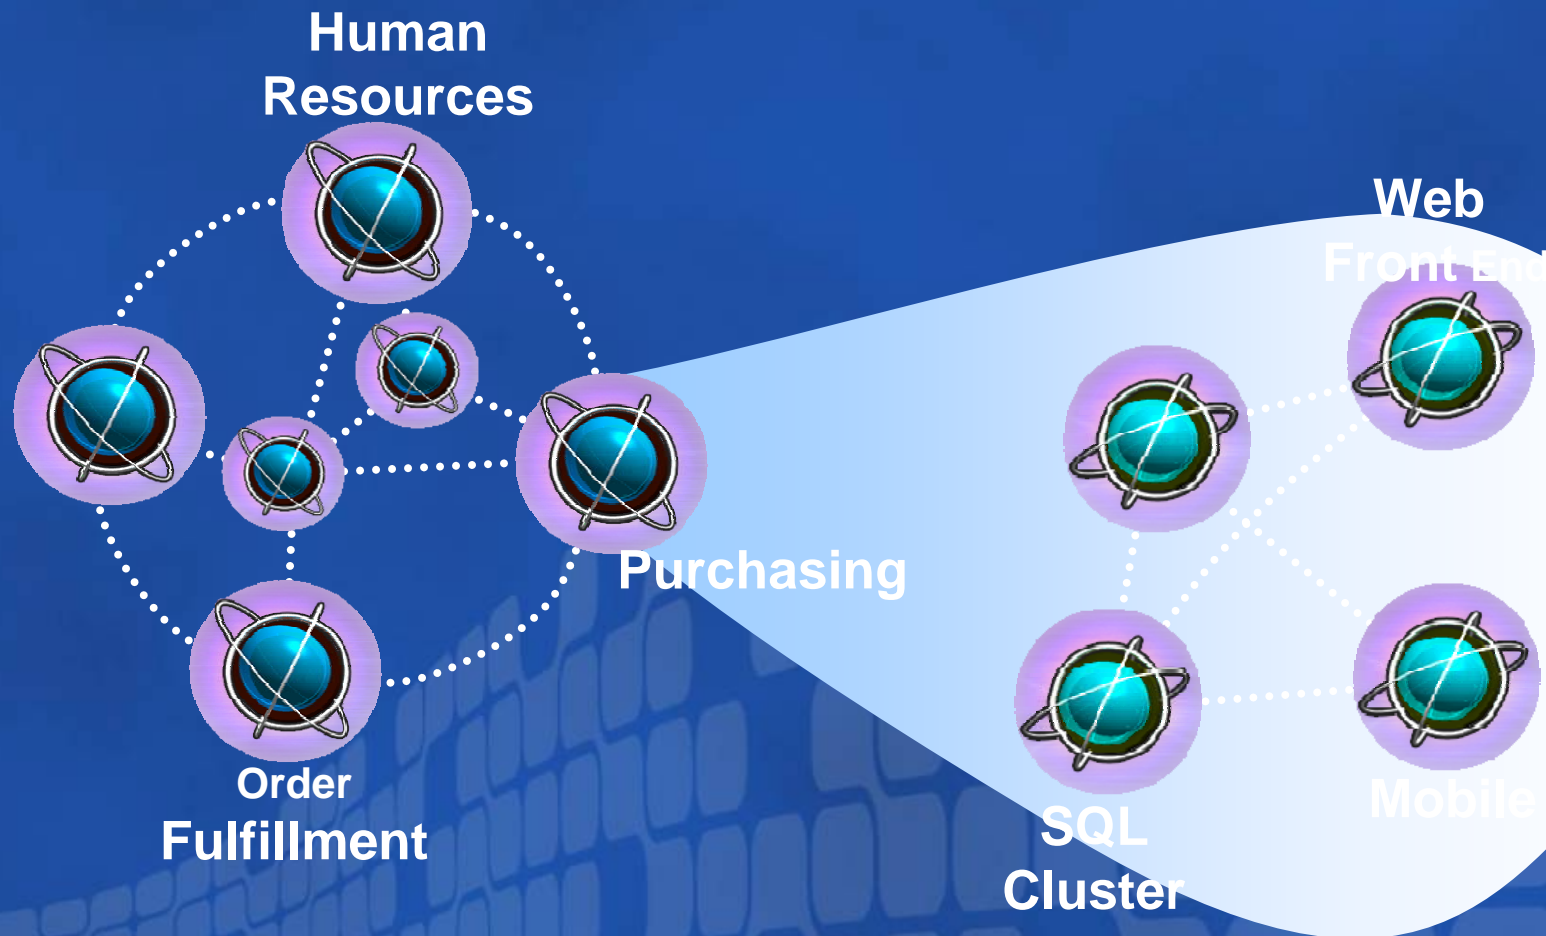 Human
Resources
Web
Front End
Purchasing
Order
Fulfillment
SQL
Cluster
Mobile